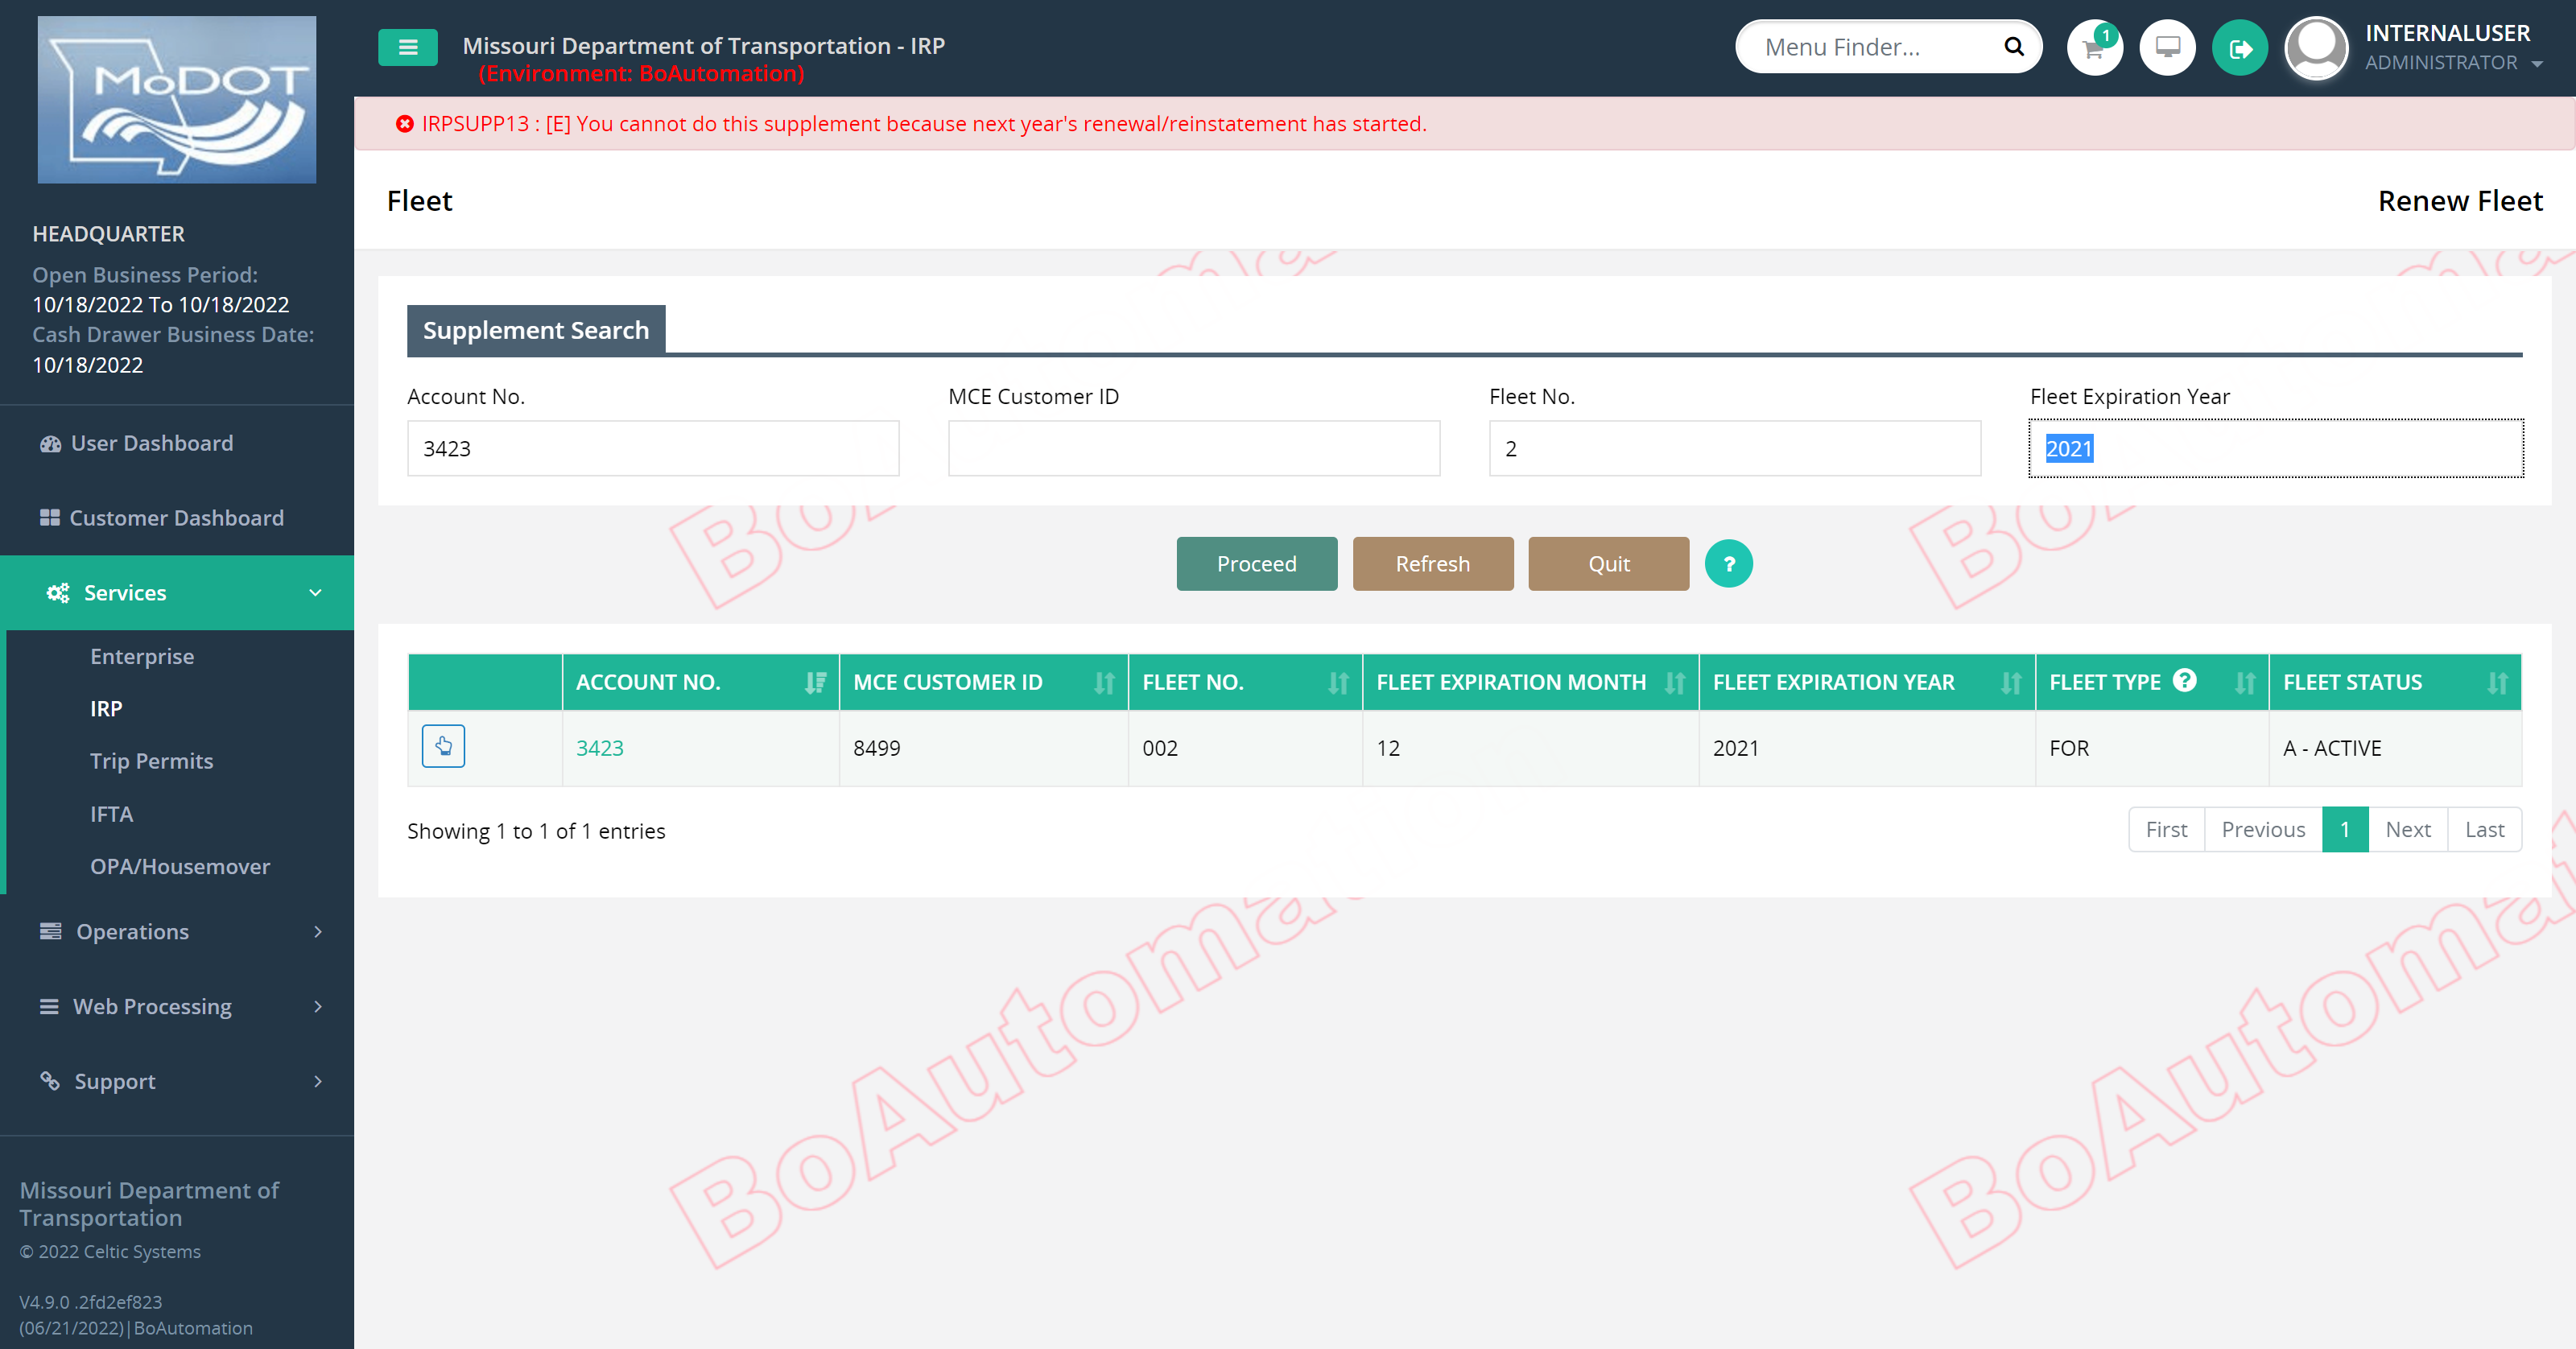 MoDOT
Missouri Department of Transportation - IRP
(Environment: BoAutomation)
Menu Finder...
1
INTERNALUSER
ADMINISTRATOR
IRPSUPP13 : [E] You cannot do this supplement because next year's renewal/reinstatement has started.
HEADQUARTER
Open Business Period:
10/18/2022 To 10/18/2022
Cash Drawer Business Date:
10/18/2022
User Dashboard
Customer Dashboard
Services
Enterprise
IRP
Trip Permits
IFTA
OPA/Housemover
Operations
Web Processing
Support
Missouri Department of
Transportation
© 2022 Celtic Systems
V4.9.0 .2fd2ef823
(06/21/2022)|BoAutomation
Fleet
Renew Fleet
Supplement Search
Account No. MCE Customer ID Fleet No. Fleet Expiration Year
3423 2 2021
Proceed Refresh Quit ?
ACCOUNT NO. MCE CUSTOMER ID FLEET NO. FLEET EXPIRATION MONTH FLEET EXPIRATION YEAR FLEET TYPE ? FLEET STATUS
3423 8499 002 12 2021 FOR A - ACTIVE
Showing 1 to 1 of 1 entries
First Previous 1 Next Last